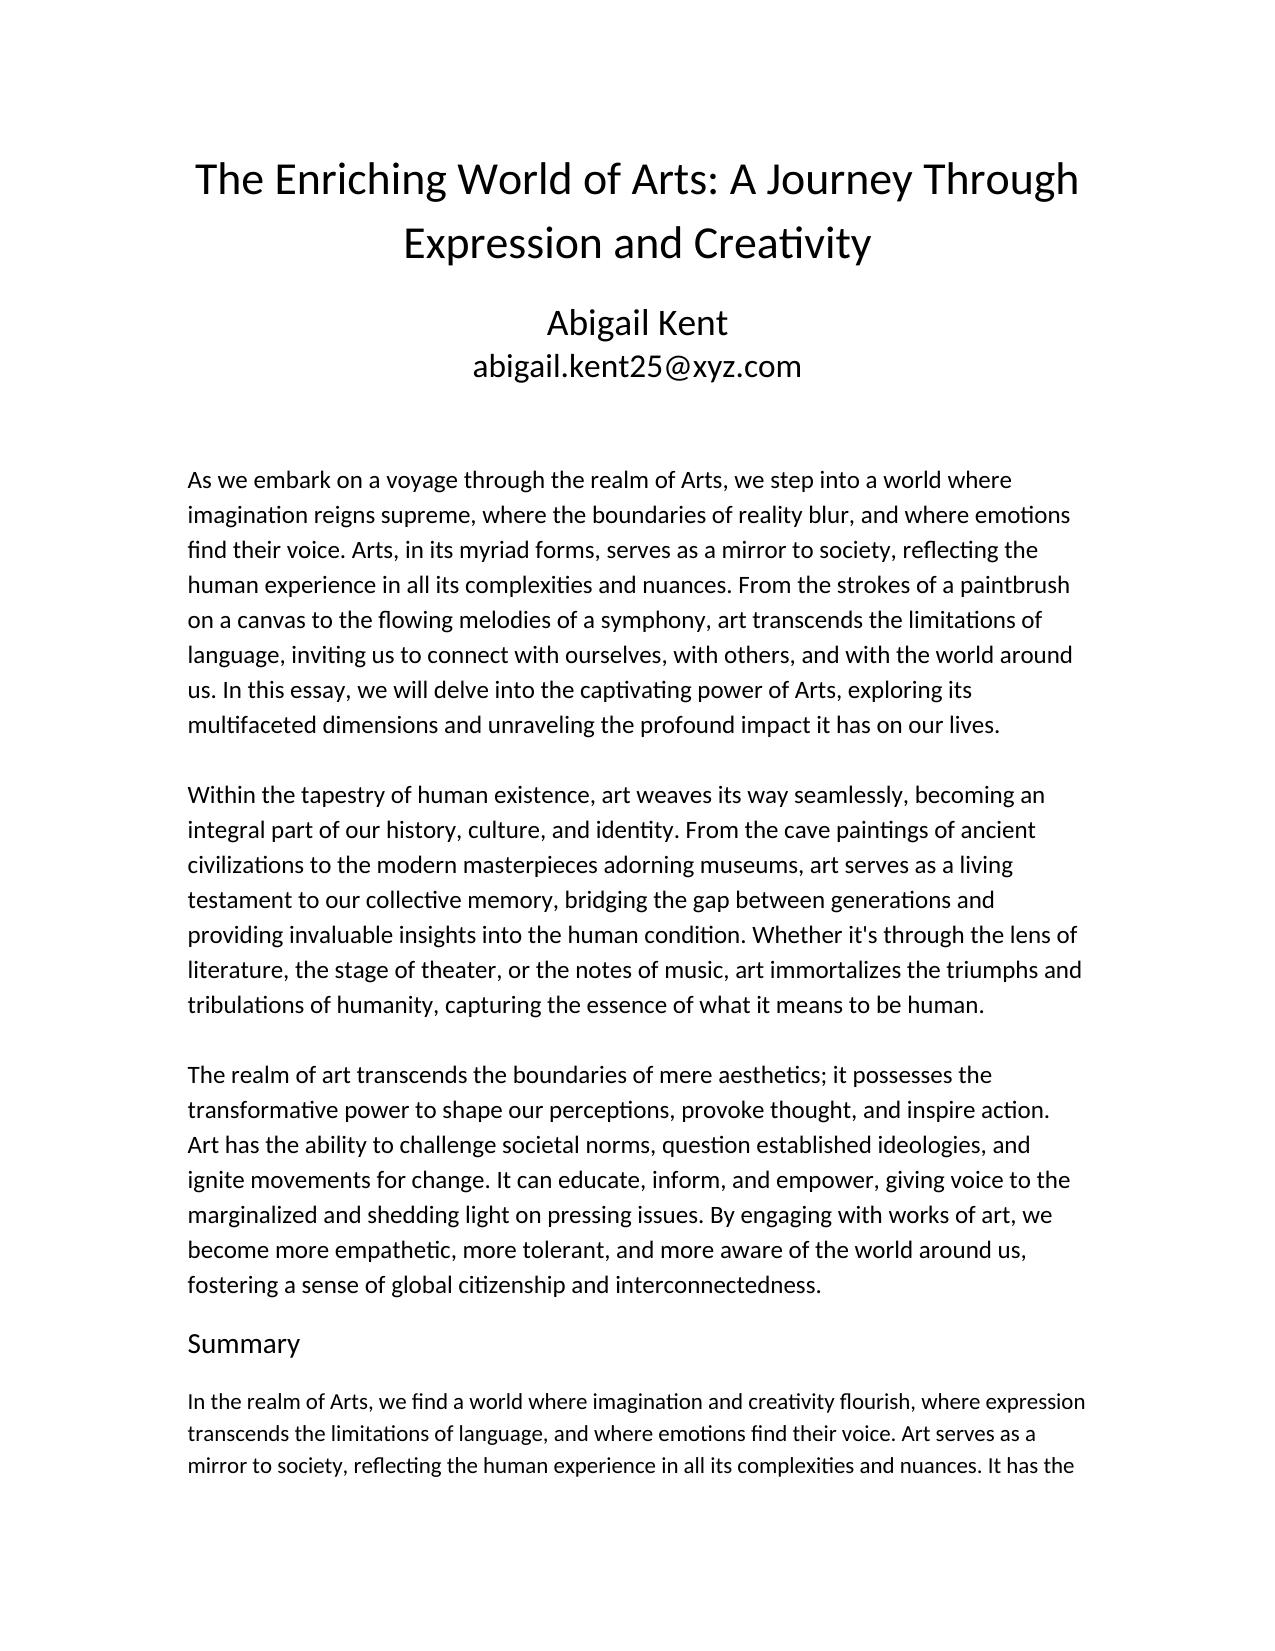 The Enriching World of Arts: A Journey Through
Expression and Creativity
Abigail Kent
abigail.kent25@xyz.com
As we embark on a voyage through the realm of Arts, we step into a world where
imagination reigns supreme, where the boundaries of reality blur, and where emotions
find their voice. Arts, in its myriad forms, serves as a mirror to society, reflecting the
human experience in all its complexities and nuances. From the strokes of a paintbrush
on a canvas to the flowing melodies of a symphony, art transcends the limitations of
language, inviting us to connect with ourselves, with others, and with the world around
us. In this essay, we will delve into the captivating power of Arts, exploring its
multifaceted dimensions and unraveling the profound impact it has on our lives.
Within the tapestry of human existence, art weaves its way seamlessly, becoming an
integral part of our history, culture, and identity. From the cave paintings of ancient
civilizations to the modern masterpieces adorning museums, art serves as a living
testament to our collective memory, bridging the gap between generations and
providing invaluable insights into the human condition. Whether it's through the lens of
literature, the stage of theater, or the notes of music, art immortalizes the triumphs and
tribulations of humanity, capturing the essence of what it means to be human.
The realm of art transcends the boundaries of mere aesthetics; it possesses the
transformative power to shape our perceptions, provoke thought, and inspire action.
Art has the ability to challenge societal norms, question established ideologies, and
ignite movements for change. It can educate, inform, and empower, giving voice to the
marginalized and shedding light on pressing issues. By engaging with works of art, we
become more empathetic, more tolerant, and more aware of the world around us,
fostering a sense of global citizenship and interconnectedness.
Summary
In the realm of Arts, we find a world where imagination and creativity flourish, where expression
transcends the limitations of language, and where emotions find their voice. Art serves as a
mirror to society, reflecting the human experience in all its complexities and nuances. It has the